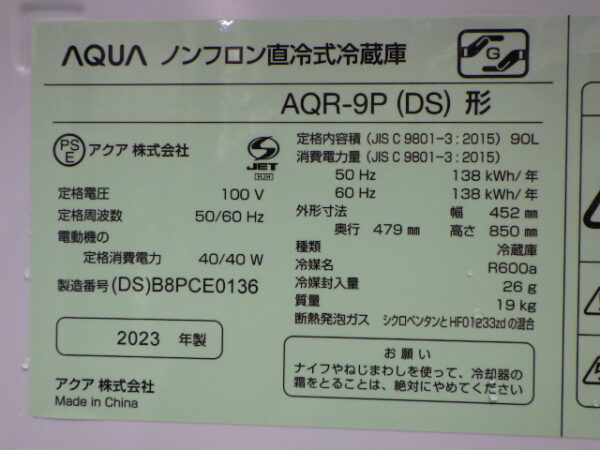 AQUA ノンフロン直冷式冷蔵庫
G
AQR-9P (DS) 形
PSE アクア 株式会社
S JET
HJH
定格電圧 100 V
定格周波数 50/60 Hz
電動機の
定格消費電力 40/40 W
製造番号 (DS)B8PCE0136
2023 年製
アクア 株式会社
Made in China
定格内容積 (JIS C 9801-3 : 2015) 90L
消費電力量 (JIS C 9801-3 : 2015)
50 Hz 138 kWh/年
60 Hz 138 kWh/年
外形寸法 幅 452 ㎜
奥行 479 ㎜ 高さ 850 ㎜
種類 冷蔵庫
冷媒名 R600a
冷媒封入量 26 g
質量 19 kg
断熱発泡ガス シクロペンタンとHFO1233zdの混合
お 願 い
ナイフやねじまわしを使って、冷却器の
霜をとることは、絶対にやめてください